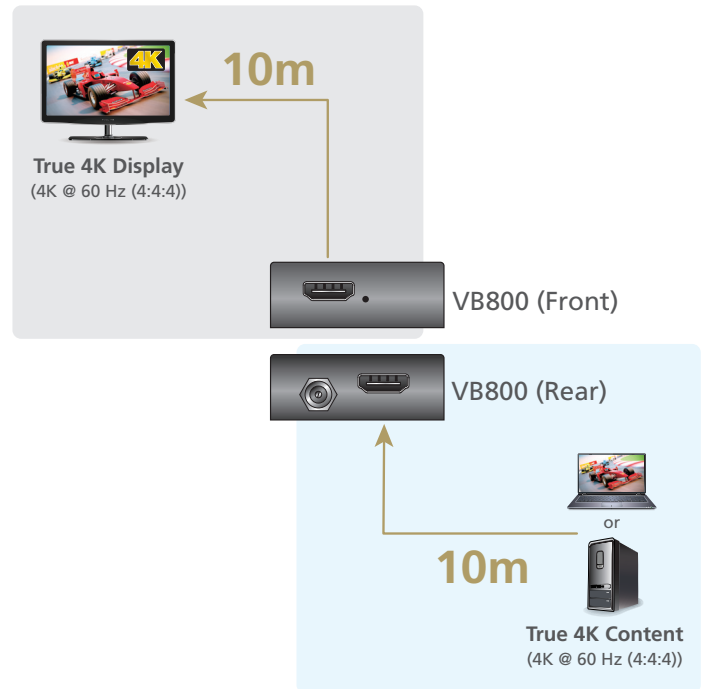 4K
10m
True 4K Display
(4K @ 60 Hz (4:4:4))
VB800 (Front)
VB800 (Rear)
or
10m
True 4K Content
(4K @ 60 Hz (4:4:4))